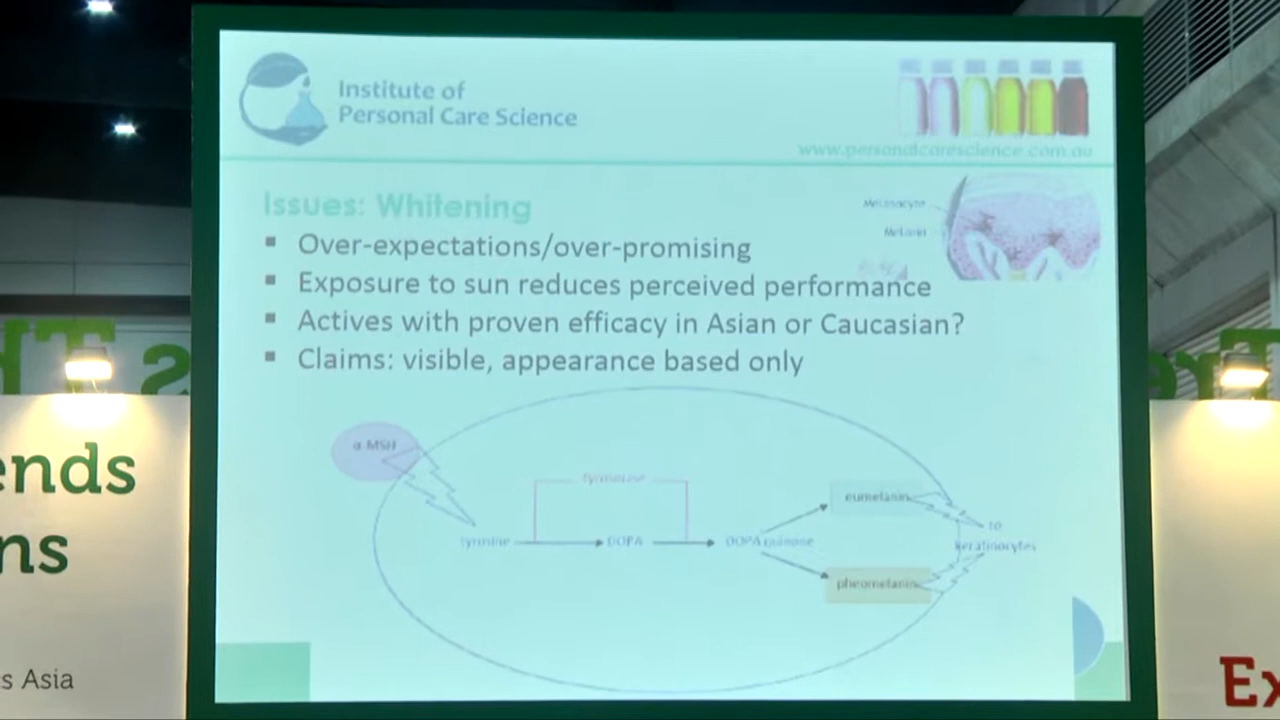 Institute of
Personal Care Science
www.personalcarescience.com.au
Issues: Whitening
Melanocyte
Melanin
▪ Over-expectations/over-promising
▪ Exposure to sun reduces perceived performance
▪ Actives with proven efficacy in Asian or Caucasian?
▪ Claims: visible, appearance based only
α MSH
tyrosinase
eumelanin
to
keratinocytes
DOPA
DOPA quinone
pheomelanin
ends
ns
s Asia
Ex